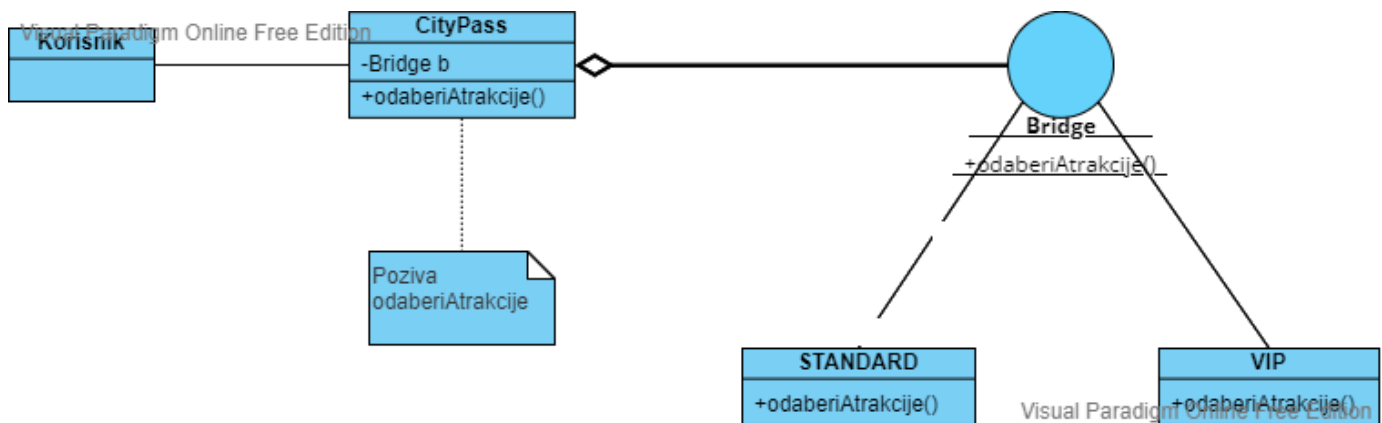 Visual Paradigm Online Free Edition
Korisnik
CityPass
-Bridge b
+odaberiAtrakcije()
Bridge
+odaberiAtrakcije()
Poziva
odaberiAtrakcije
STANDARD
+odaberiAtrakcije()
VIP
+odaberiAtrakcije()
Visual Paradigm Online Free Edition